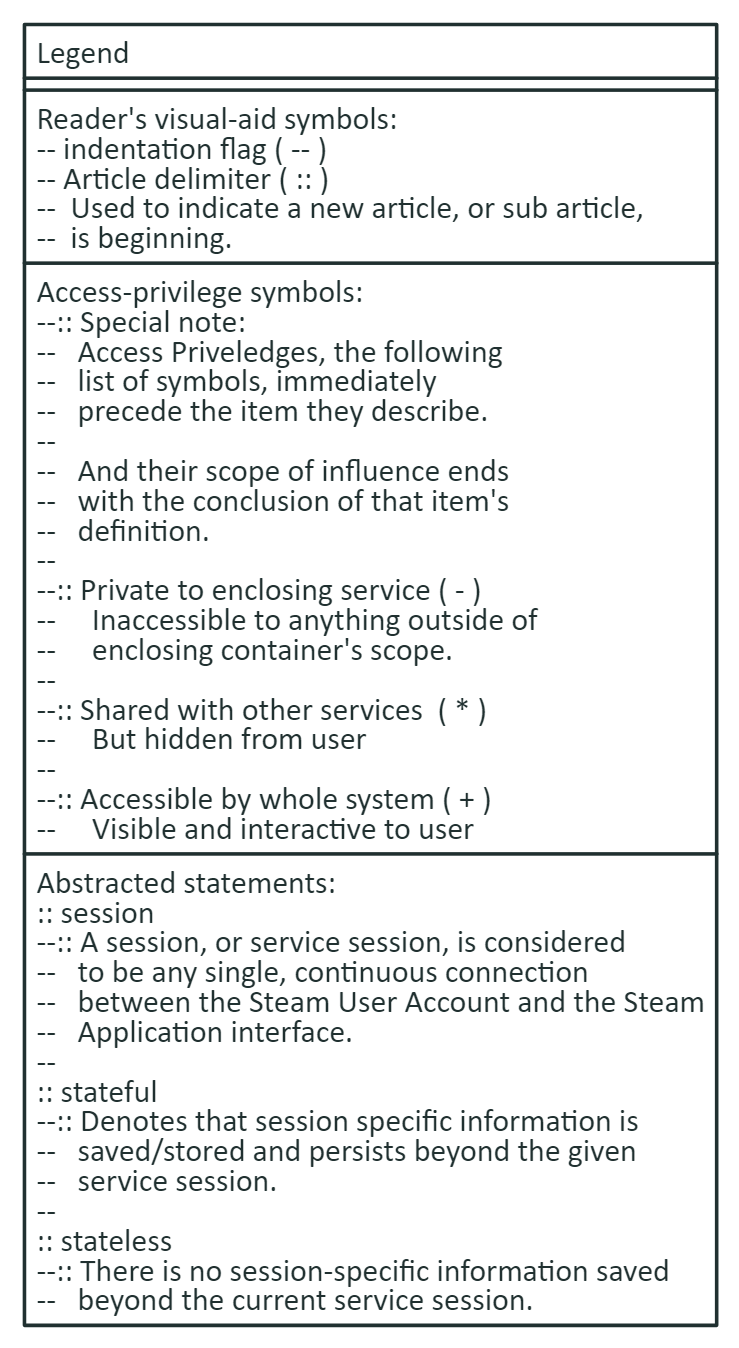 Legend
Reader's visual-aid symbols:
-- indentation flag ( -- )
-- Article delimiter ( :: )
--  Used to indicate a new article, or sub article,
--  is beginning.
Access-privilege symbols:
--:: Special note:
--   Access Priveledges, the following
--   list of symbols, immediately
--   precede the item they describe.
--
--   And their scope of influence ends
--   with the conclusion of that item's
--   definition.
--
--:: Private to enclosing service ( - )
--     Inaccessible to anything outside of
--     enclosing container's scope.
--
--:: Shared with other services  ( * )
--     But hidden from user
--
--:: Accessible by whole system ( + )
--     Visible and interactive to user
Abstracted statements:
:: session
--:: A session, or service session, is considered
--   to be any single, continuous connection
--   between the Steam User Account and the Steam
--   Application interface.
--
:: stateful
--:: Denotes that session specific information is
--   saved/stored and persists beyond the given
--   service session.
--
:: stateless
--:: There is no session-specific information saved
--   beyond the current service session.